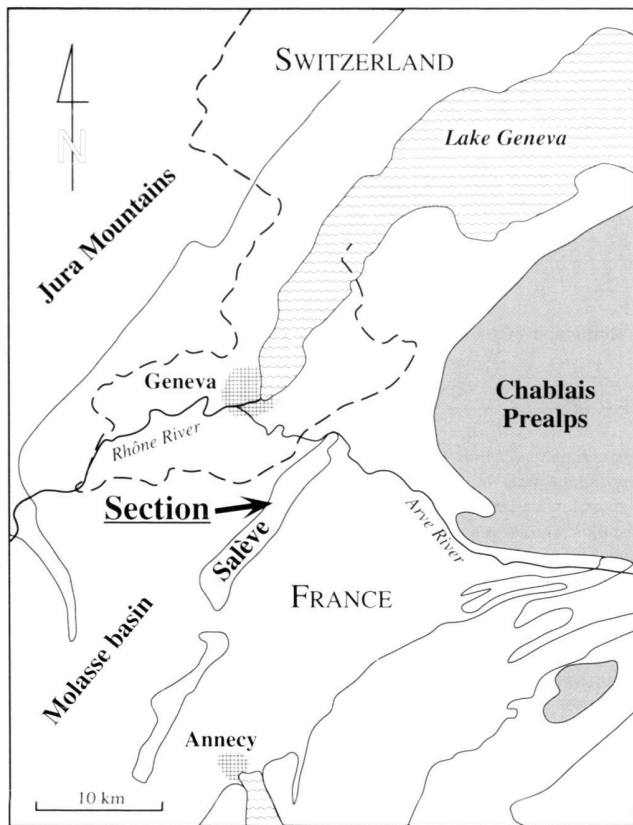 SWITZERLAND
N
Lake Geneva
Jura Mountains
Geneva
Chablais
Prealps
Rhône River
Section
Arve River
Salève
FRANCE
Molasse basin
Annecy
10 km